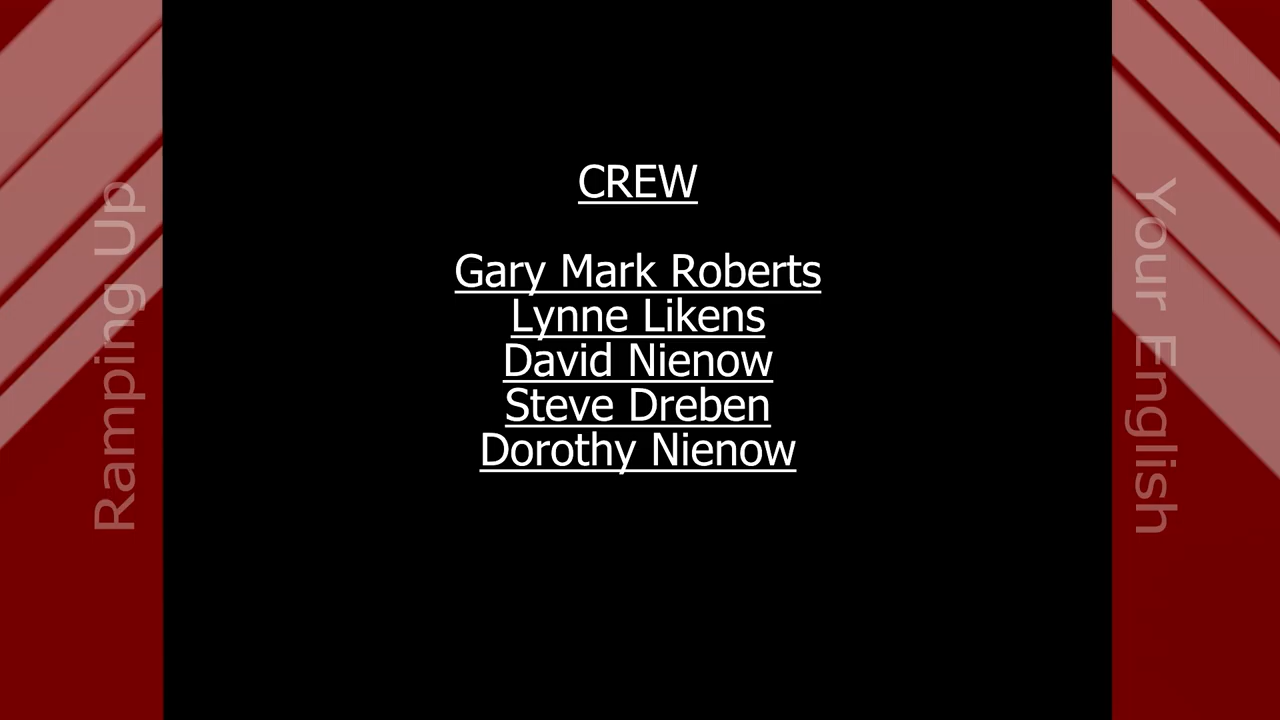 Ramping Up
CREW
Gary Mark Roberts
Lynne Likens
David Nienow
Steve Dreben
Dorothy Nienow
Your English